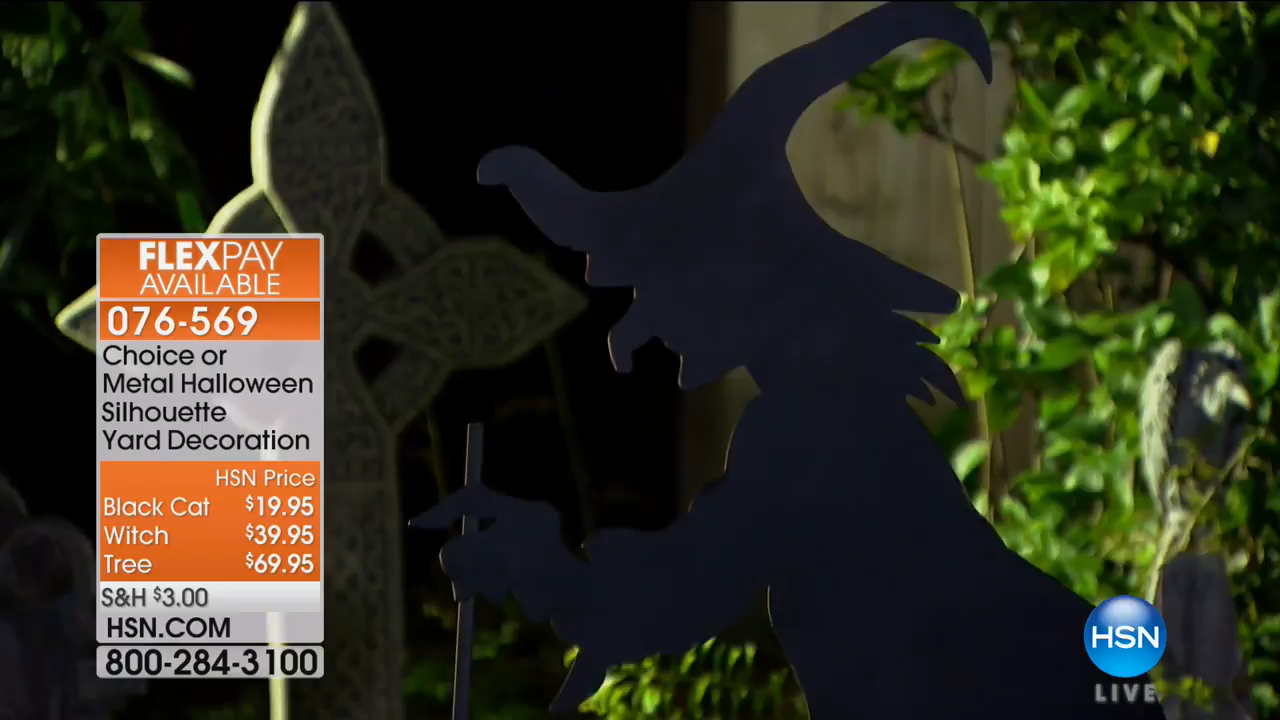 FLEXPAY
AVAILABLE
076-569
Choice or
Metal Halloween
Silhouette
Yard Decoration
HSN Price
Black Cat $19.95
Witch $39.95
Tree $69.95
S&H $3.00
HSN.COM
800-284-3100
HSN
LIVE